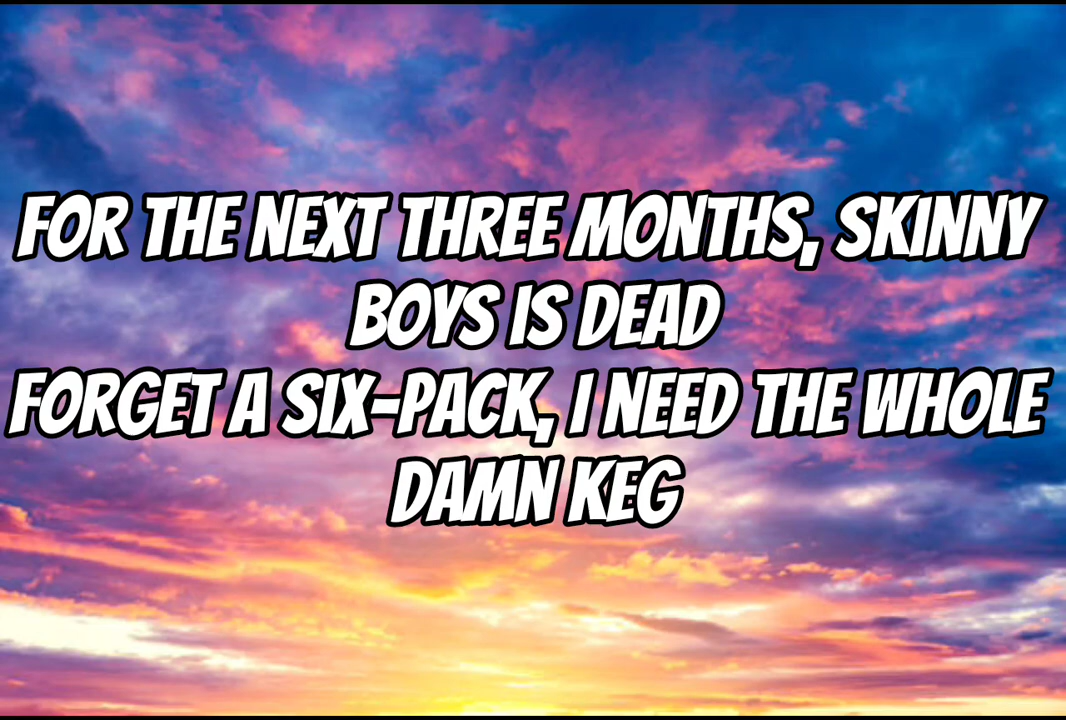 FOR THE NEXT THREE MONTHS, SKINNY
BOYS IS DEAD
FORGET A SIX-PACK, I NEED THE WHOLE
DAMN KEG